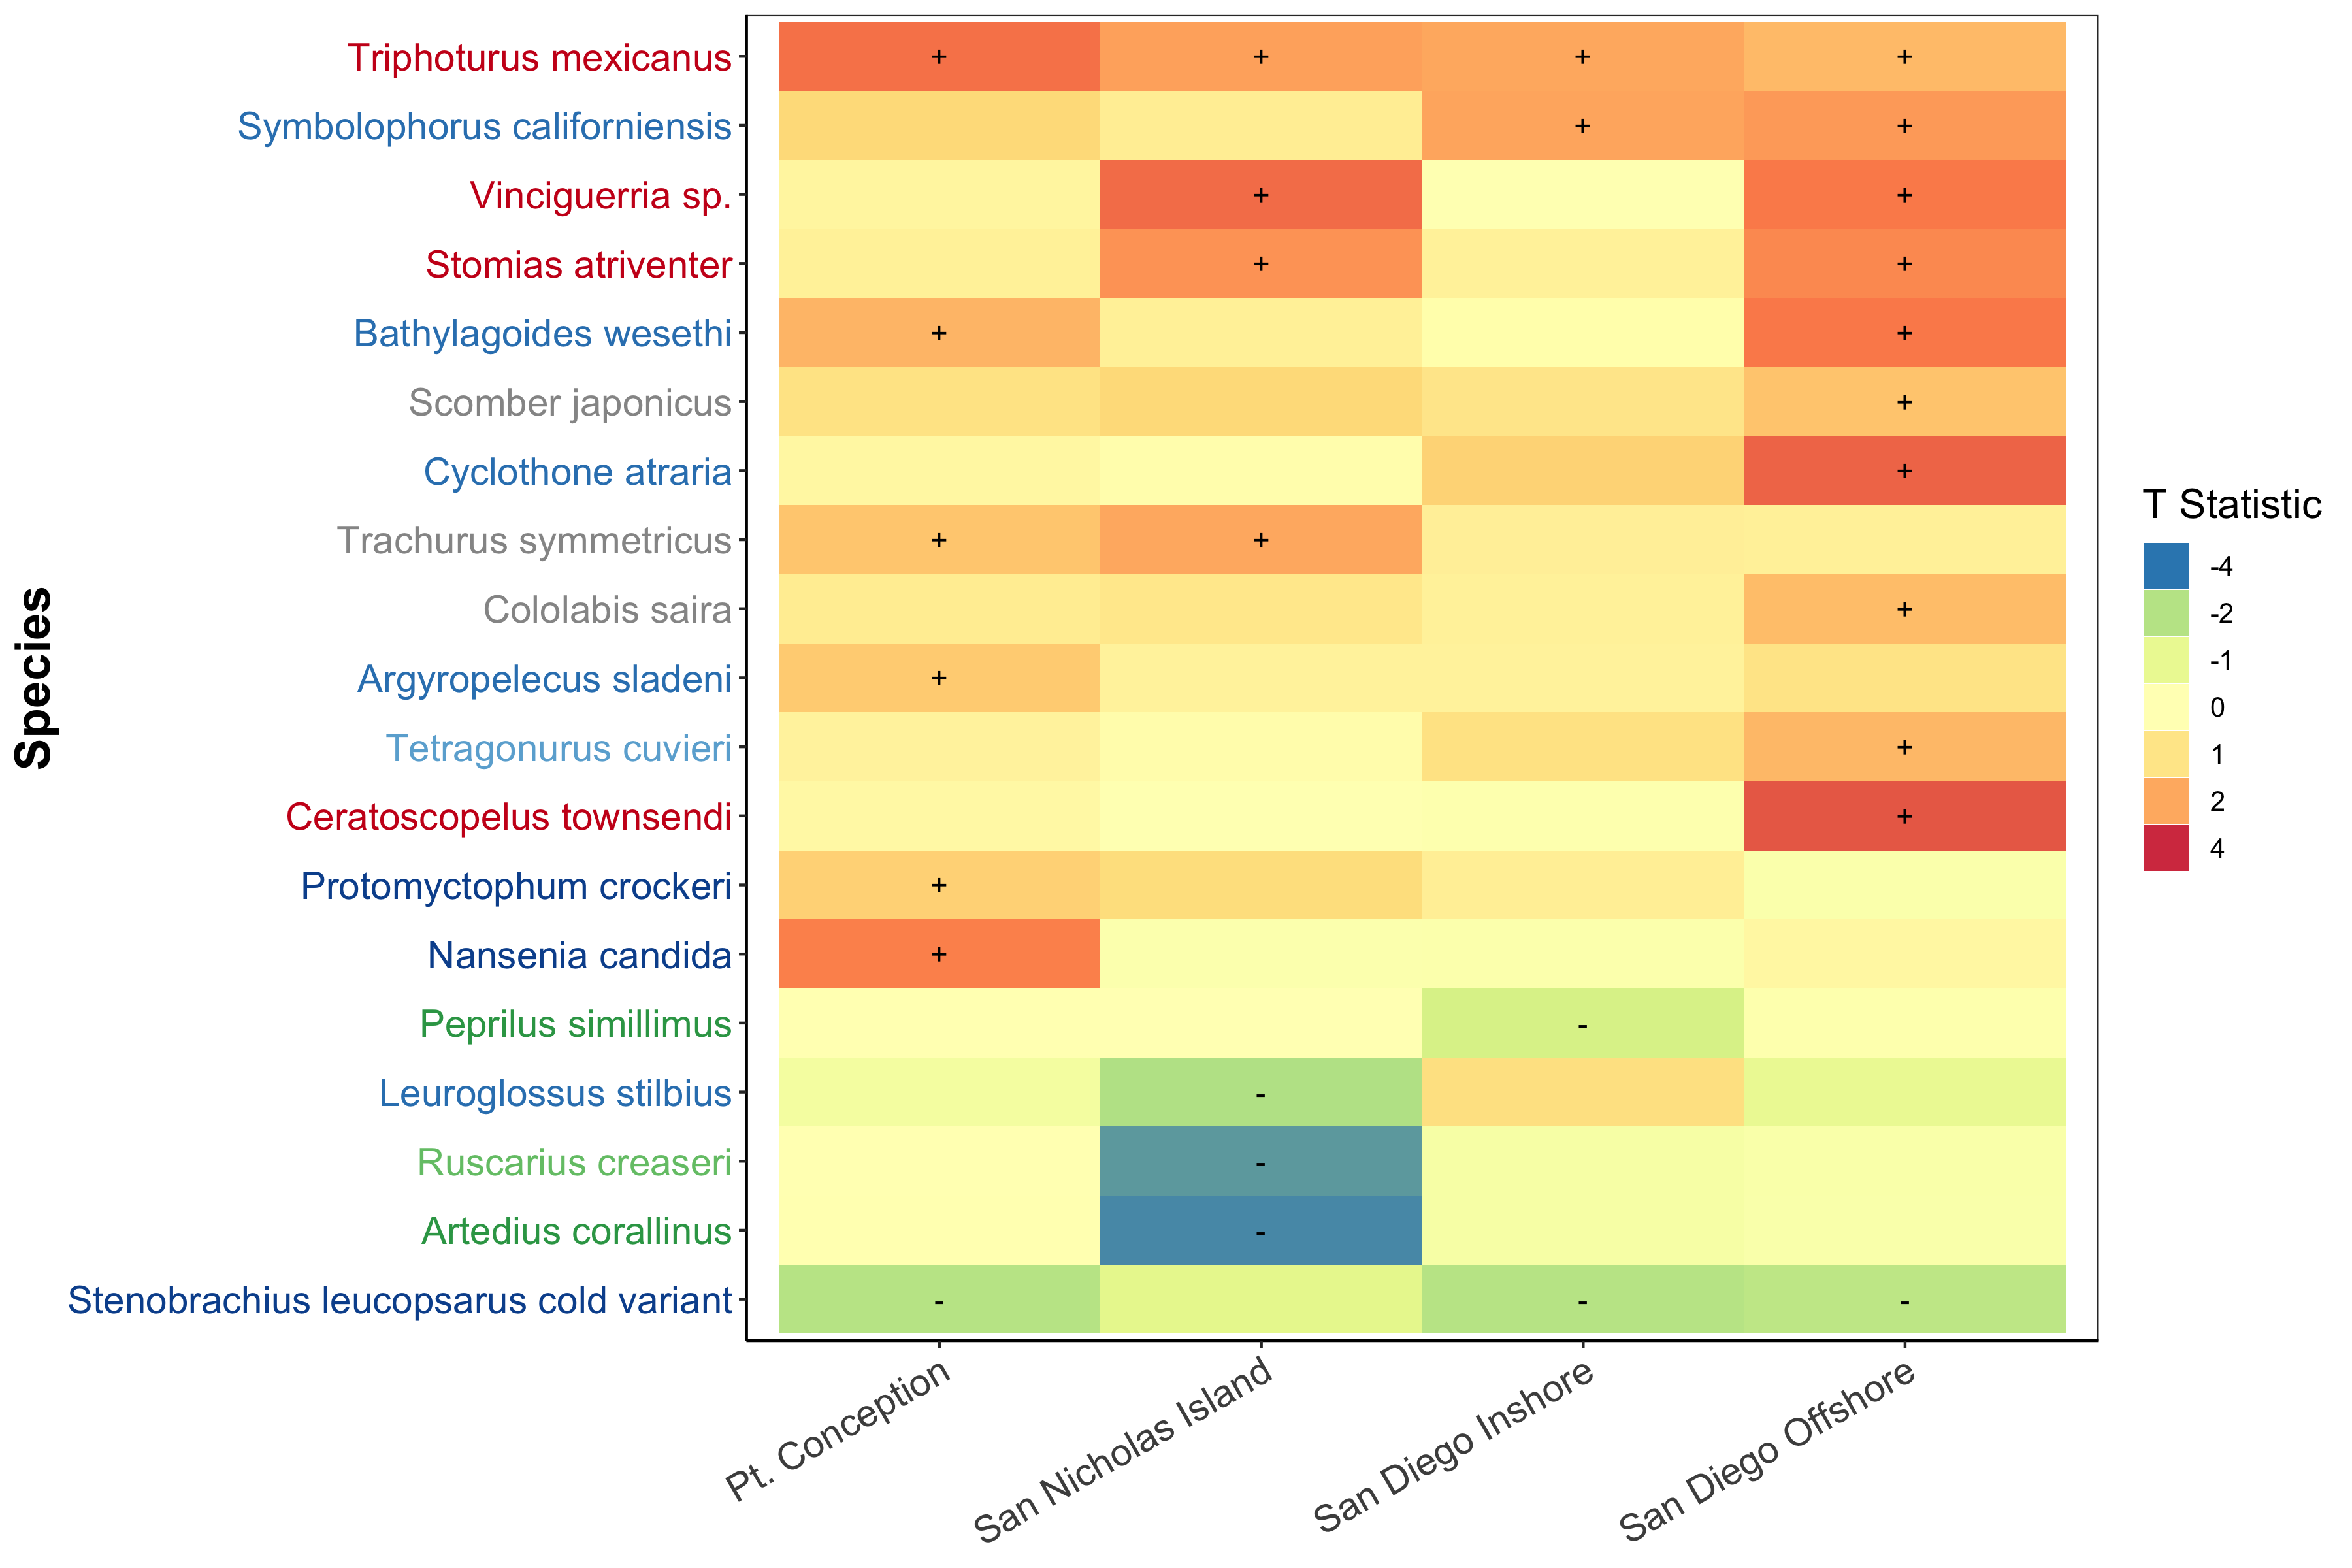 Species
Triphoturus mexicanus + + + +
Symbolophorus californiensis + +
Vinciguerria sp. + +
Stomias atriventer + +
Bathylagoides wesethi + +
Scomber japonicus +
Cyclothone atraria +
Trachurus symmetricus + +
Cololabis saira +
Argyropelecus sladeni +
Tetragonurus cuvieri +
Ceratoscopelus townsendi +
Protomyctophum crockeri +
Nansenia candida +
Peprilus simillimus -
Leuroglossus stilbius -
Ruscarius creaseri -
Artedius corallinus -
Stenobrachius leucopsarus cold variant - - -
Pt. Conception
San Nicholas Island
San Diego Inshore
San Diego Offshore
T Statistic
-4
-2
-1
0
1
2
4